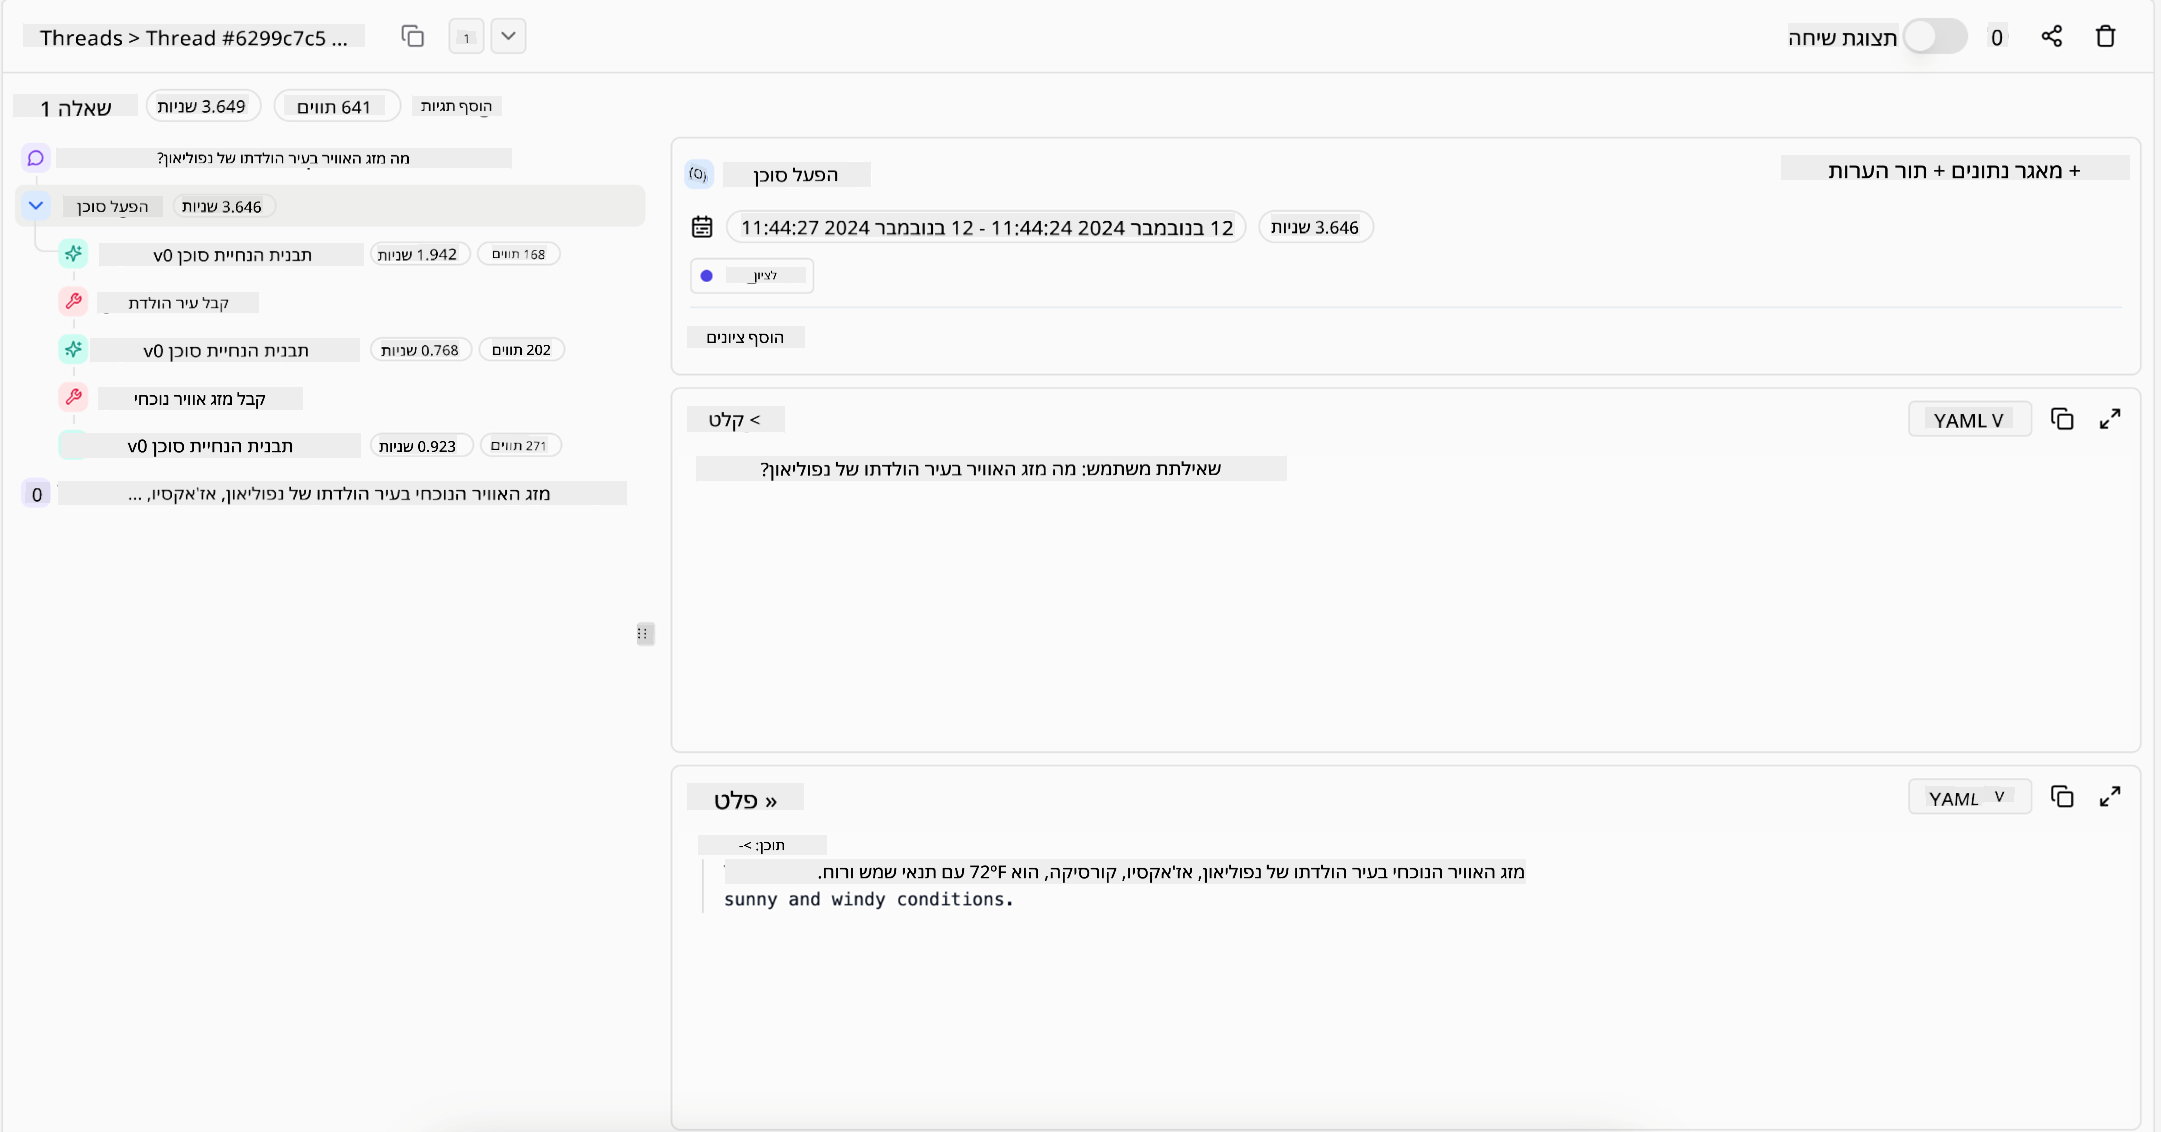 Threads > Thread #6299c7c5 ...
1
תצוגת שיחה
0
שאלה 1
3.649 שניות
641 תווים
הוסף תגיות
מה מזג האוויר בעיר הולדתו של נפוליאון?
הפעל סוכן
3.646 שניות
תבנית הנחיית סוכן v0
1.942 שניות
168 תווים
קבל עיר הולדת
תבנית הנחיית סוכן v0
0.768 שניות
202 תווים
קבל מזג אוויר נוכחי
תבנית הנחיית סוכן v0
0.923 שניות
271 תווים
0
מזג האוויר הנוכחי בעיר הולדתו של נפוליאון, אז'אקסיו, ...
הפעל סוכן
+ מאגר נתונים + תור הערות
12 בנובמבר 2024 11:44:24 - 12 בנובמבר 2024 11:44:27
3.646 שניות
לציון_
הוסף ציונים
> קלט
YAML V
שאילתת משתמש: מה מזג האוויר בעיר הולדתו של נפוליאון?
» פלט
YAML V
תוכן: >-
מזג האוויר הנוכחי בעיר הולדתו של נפוליאון, אז'אקסיו, קורסיקה, הוא 72°F עם תנאי שמש ורוח.
sunny and windy conditions.